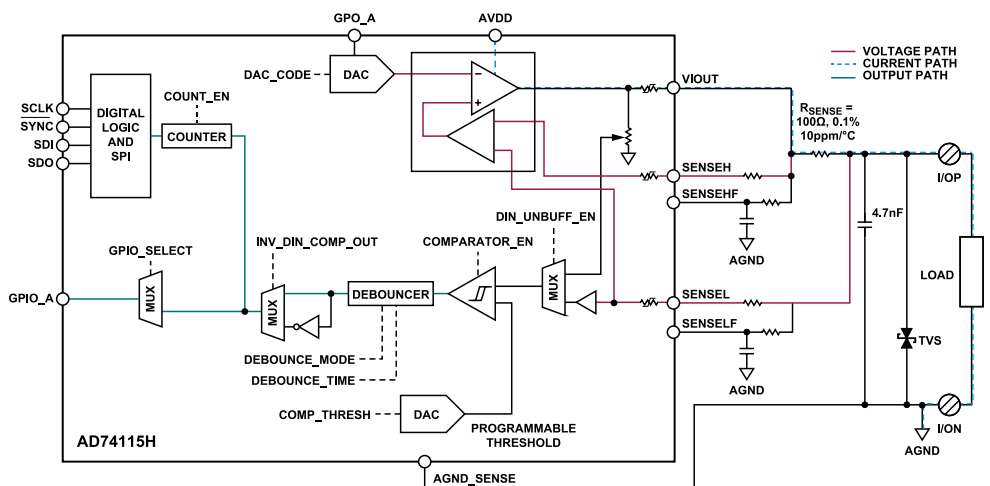 GPO_A
AVDD
VOLTAGE PATH
CURRENT PATH
OUTPUT PATH
DAC_CODE
DAC
−
+
VIOUT
RSENSE =
100Ω, 0.1%
10ppm/°C
SCLK
SYNC
SDI
SDO
DIGITAL
LOGIC
AND
SPI
COUNT_EN
COUNTER
SENSEH
SENSEHF
I/OP
4.7nF
AGND
LOAD
GPIO_SELECT
INV_DIN_COMP_OUT
COMPARATOR_EN
DIN_UNBUFF_EN
GPIO_A
MUX
MUX
DEBOUNCER
MUX
SENSEL
SENSELF
TVS
DEBOUNCE_MODE
DEBOUNCE_TIME
AGND
COMP_THRESH
DAC
PROGRAMMABLE
THRESHOLD
I/ON
AGND
AD74115H
AGND_SENSE